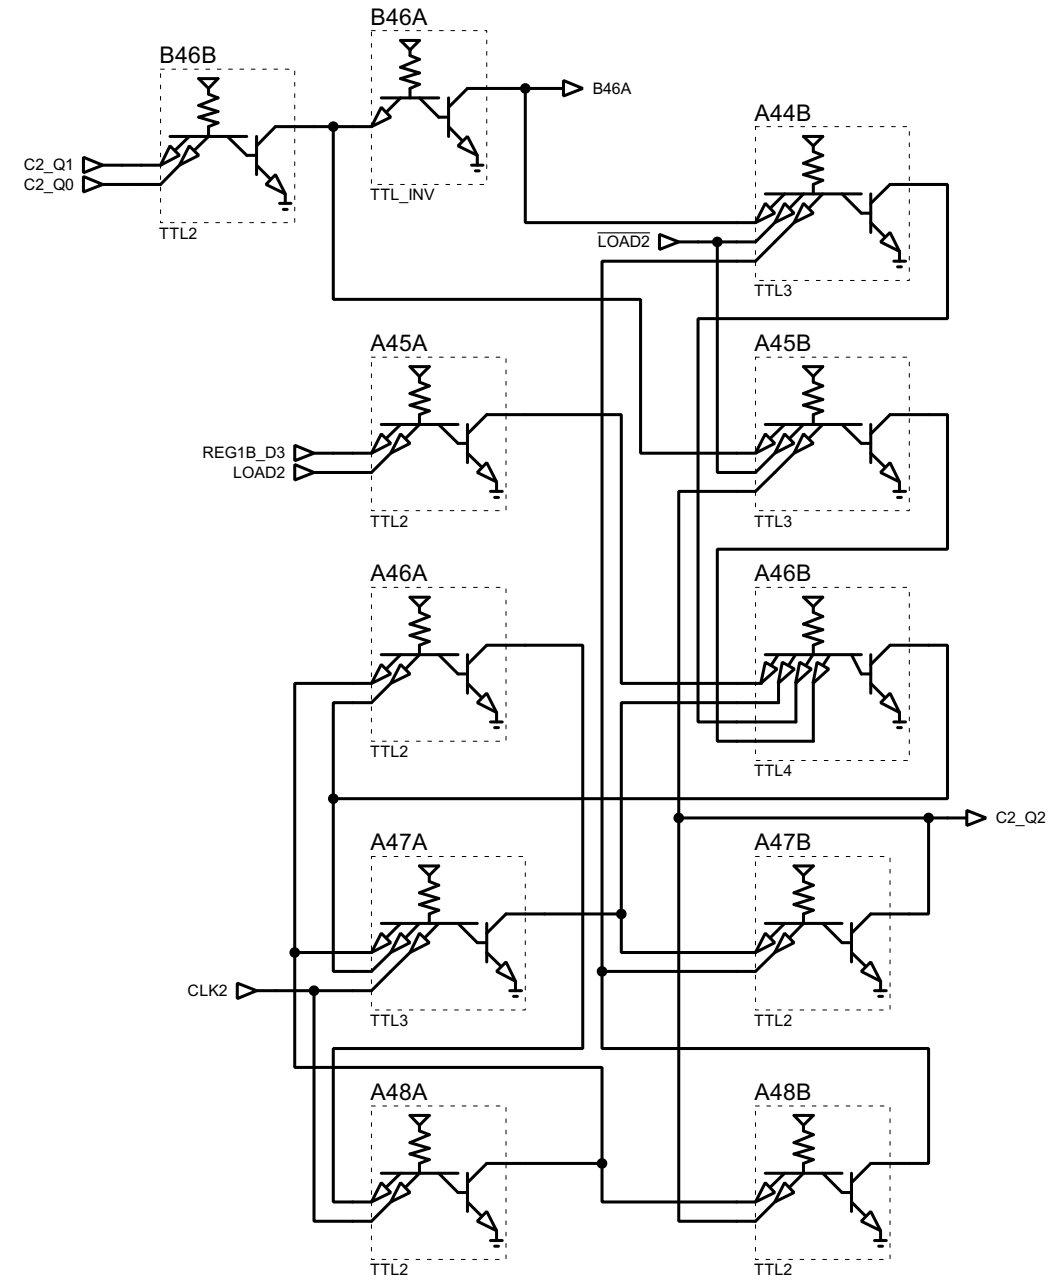 B46A
B46B
B46A
A44B
C2_Q1
C2_Q0
TTL_INV
TTL2
LOAD2
TTL3
A45A
A45B
REG1B_D3
LOAD2
TTL2
TTL3
A46A
A46B
TTL2
TTL4
C2_Q2
A47A
A47B
CLK2
TTL3
TTL2
A48A
A48B
TTL2
TTL2